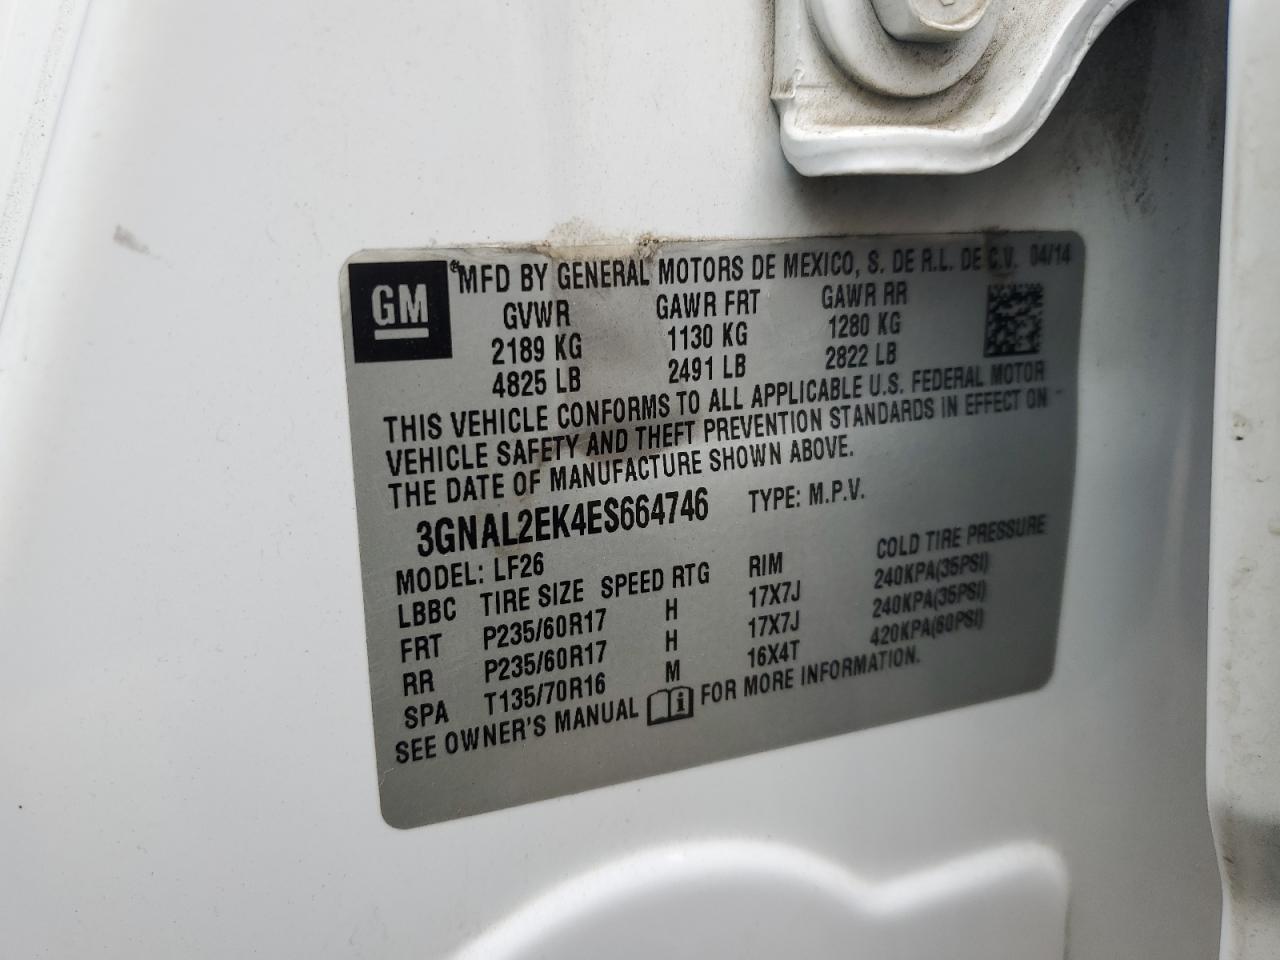 GM
MFD BY GENERAL MOTORS DE MEXICO, S. DE R.L. DE C.V. 04/14
GVWR GAWR FRT GAWR RR
2189 KG 1130 KG 1280 KG
4825 LB 2491 LB 2822 LB
THIS VEHICLE CONFORMS TO ALL APPLICABLE U.S. FEDERAL MOTOR
VEHICLE SAFETY AND THEFT PREVENTION STANDARDS IN EFFECT ON
THE DATE OF MANUFACTURE SHOWN ABOVE.
3GNAL2EK4ES664746 TYPE: M.P.V.
MODEL: LF26
LBBC TIRE SIZE SPEED RTG RIM COLD TIRE PRESSURE
FRT P235/60R17 H 17X7J 240KPA(35PSI)
RR P235/60R17 H 17X7J 240KPA(35PSI)
SPA T135/70R16 M 16X4T 420KPA(60PSI)
SEE OWNER'S MANUAL FOR MORE INFORMATION.